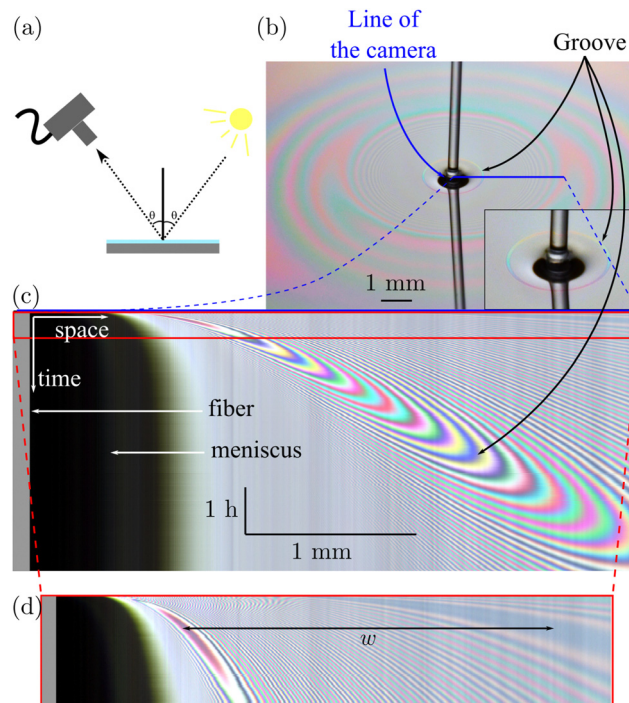 (a)
θ θ
(b)
Line of
the camera
Groove
1 mm
(c)
space
time
fiber
meniscus
1 h
1 mm
(d)
w